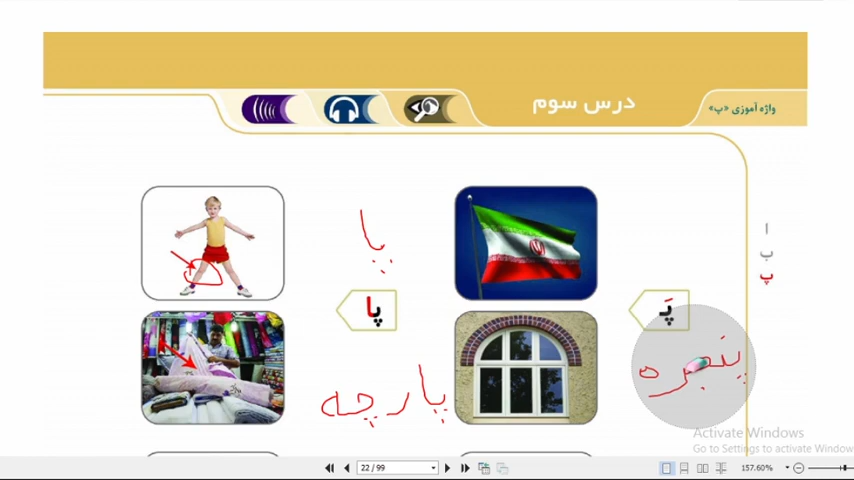 درس سوم
واژه آموزی «پ»
ا
ب
پ
پا
پَ
پا
پنجره
پارچه
Activate Windows
Go to Settings to activate Windows
22 / 99
157.60%